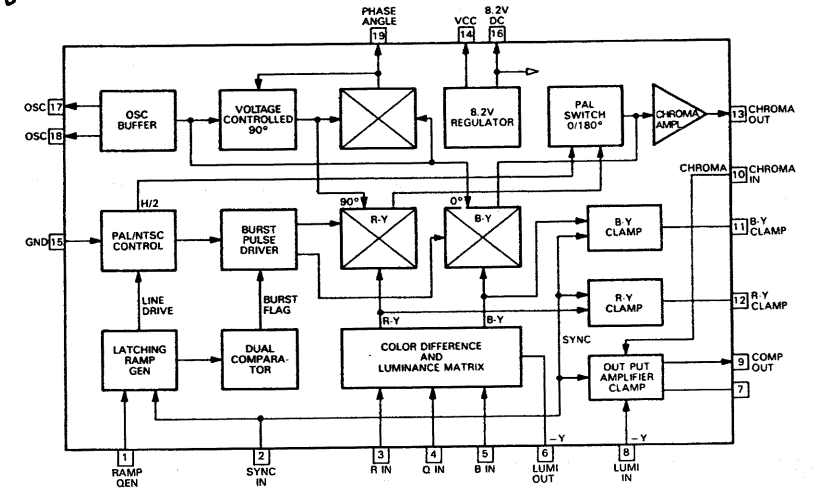 PHASE
ANGLE
19
VCC
14
8.2V
DC
16
OSC 17
OSC 18
OSC
BUFFER
VOLTAGE
CONTROLLED
90°
8.2V
REGULATOR
PAL
SWITCH
0/180°
CHROMA
AMPL.
13 CHROMA
OUT
CHROMA
10 CHROMA
IN
H/2
90°
0°
GND 15
PAL/NTSC
CONTROL
BURST
PULSE
DRIVER
R-Y
B-Y
B-Y
CLAMP
11 B-Y
CLAMP
LINE
DRIVE
BURST
FLAG
R-Y
B-Y
R-Y
CLAMP
12 R-Y
CLAMP
SYNC
LATCHING
RAMP
GEN
DUAL
COMPARA-
TOR
COLOR DIFFERENCE
AND
LUMINANCE MATRIX
OUT PUT
AMPLIFIER
CLAMP
9 COMP
OUT
7
-Y
-Y
1
RAMP
QEN
2
SYNC
IN
3
R IN
4
Q IN
5
B IN
6
LUMI
OUT
8
LUMI
IN